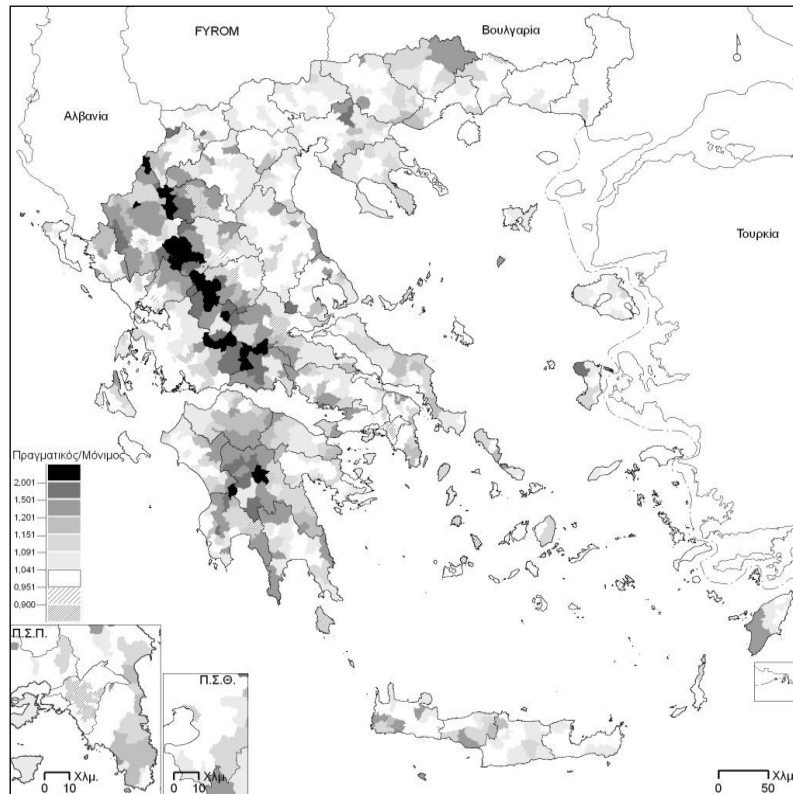 FYROM
Βουλγαρία
Αλβανία
Τουρκία
Πραγματικός/Μόνιμος
2,001
1,501
1,201
1,151
1,091
1,041
0,951
0,900
Π.Σ.Π.
Π.Σ.Θ.
0 10 Χλμ.
0 10 Χλμ.
0 50 Χλμ.